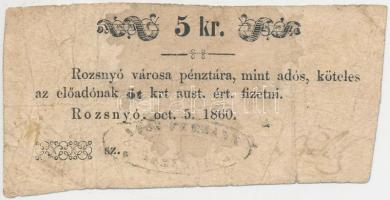 5 kr.
Rozsnyó városa pénztára, mint adós, köteles
az előadónak 5 krt aust. ért. fizetni.
Rozsnyó. oct. 5. 1860.
sz.